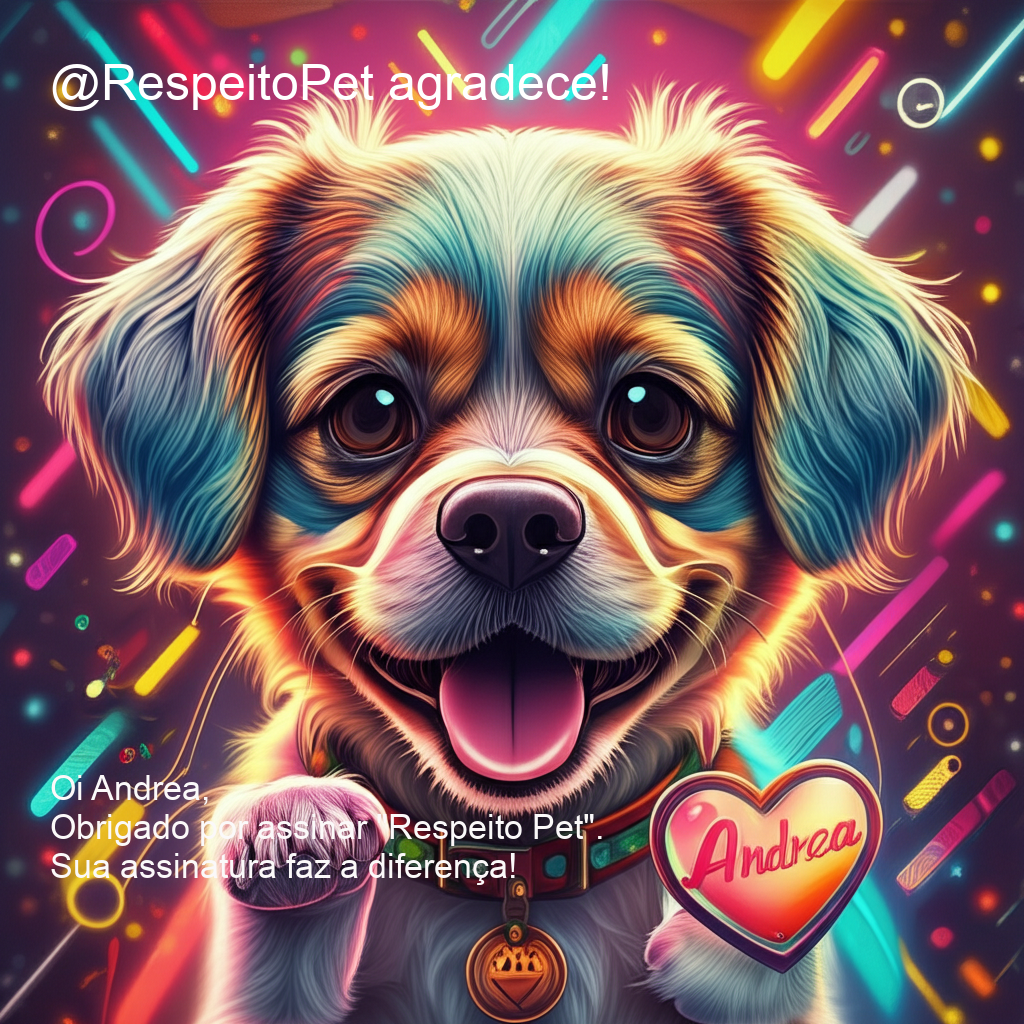 @RespeitoPet agradece!
Oi Andrea,
Obrigado por assinar "Respeito Pet".
Sua assinatura faz a diferença!
Andrea